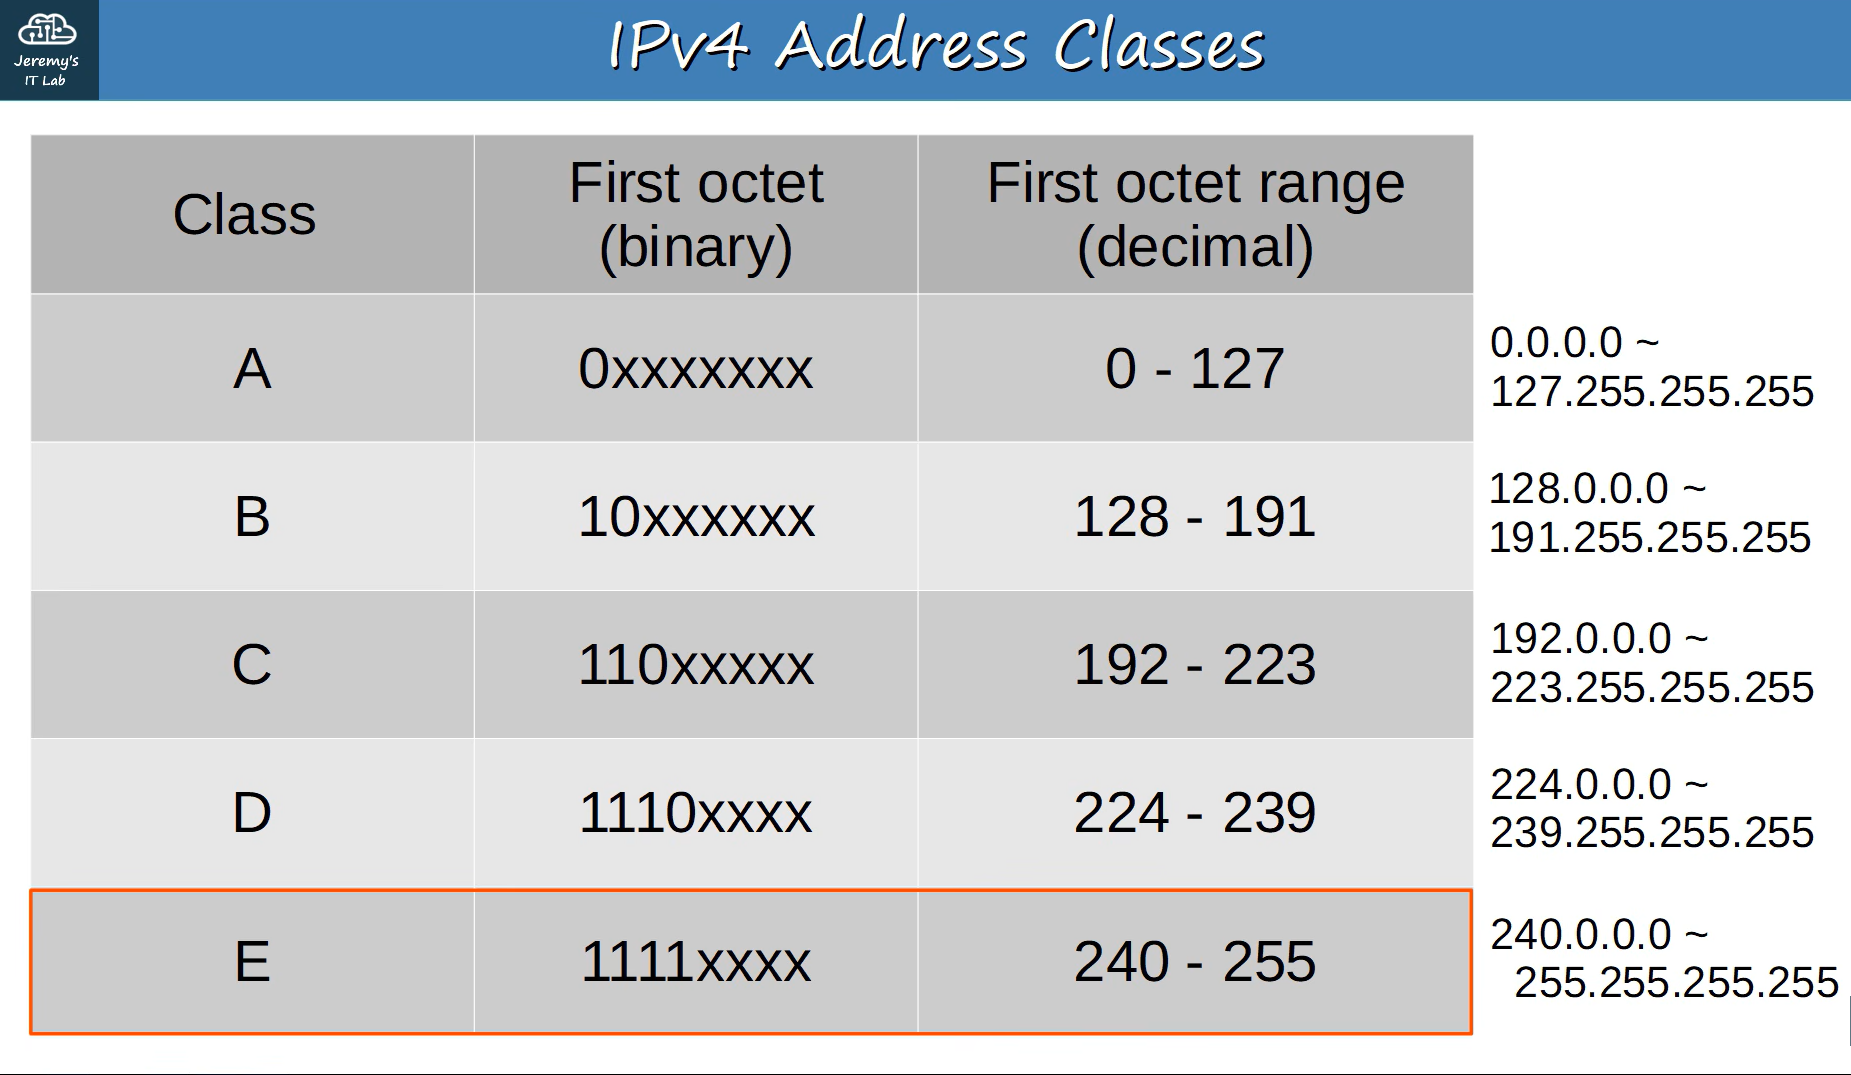 Jeremy's
IT Lab
IPv4 Address Classes
Class
First octet
(binary)
First octet range
(decimal)
A
0xxxxxxx
0 - 127
0.0.0.0 ~
127.255.255.255
B
10xxxxxx
128 - 191
128.0.0.0 ~
191.255.255.255
C
110xxxxx
192 - 223
192.0.0.0 ~
223.255.255.255
D
1110xxxx
224 - 239
224.0.0.0 ~
239.255.255.255
E
1111xxxx
240 - 255
240.0.0.0 ~
255.255.255.255